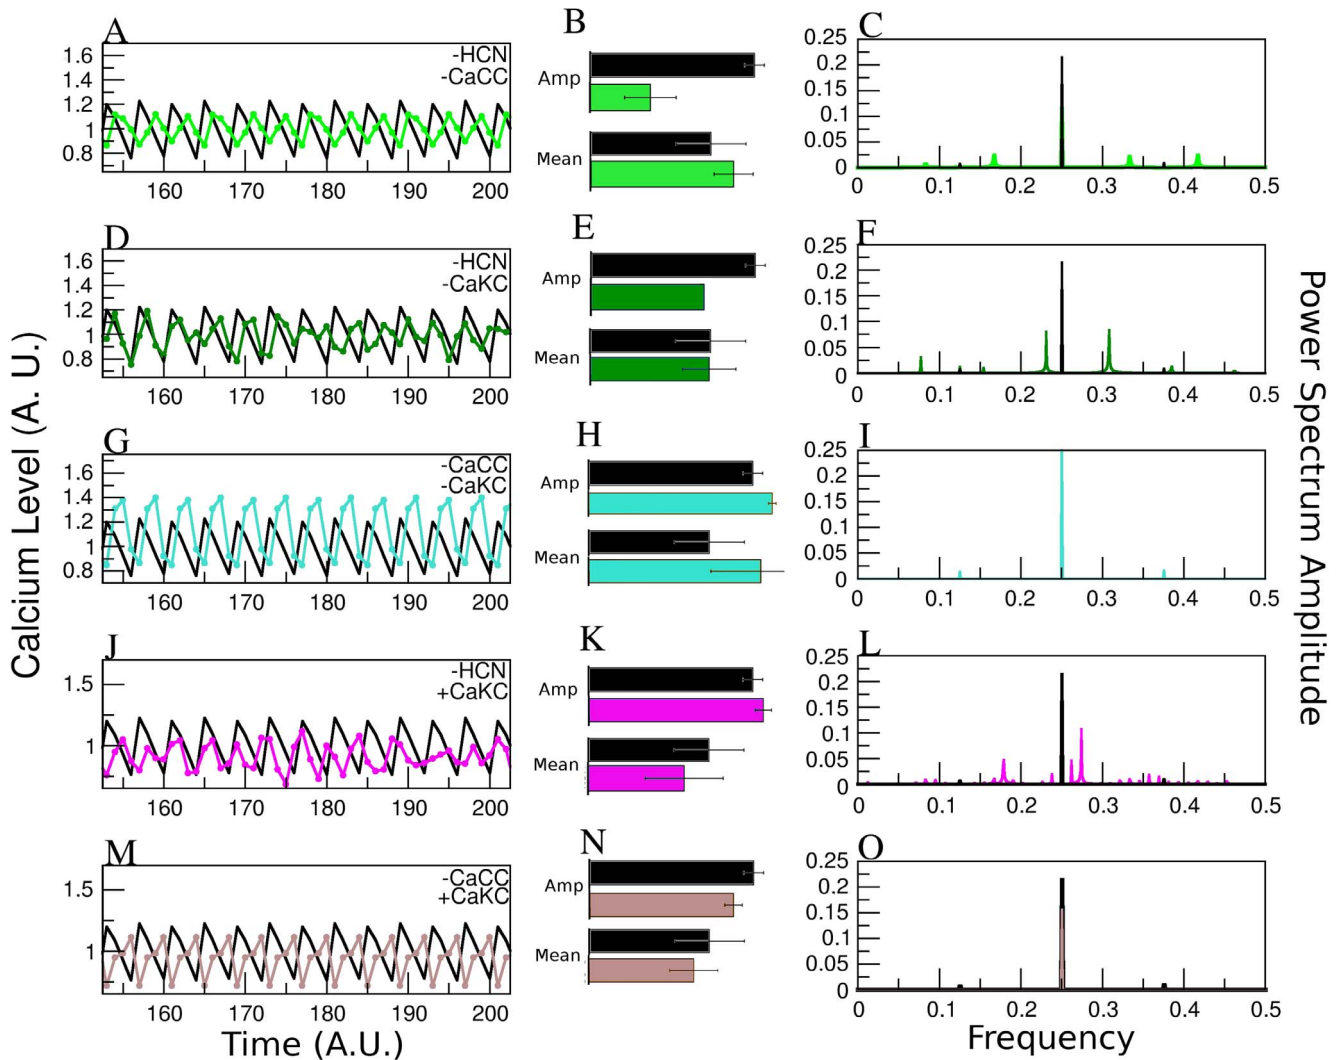 A
B
C
-HCN
-CaCC
1.6
1.4
1.2
1
0.8
160 170 180 190 200
Amp
Mean
0.25
0.2
0.15
0.1
0.05
0
0 0.1 0.2 0.3 0.4 0.5
D
E
F
-HCN
-CaKC
1.6
1.4
1.2
1
0.8
160 170 180 190 200
Amp
Mean
0.25
0.2
0.15
0.1
0.05
0
0 0.1 0.2 0.3 0.4 0.5
G
H
I
-CaCC
-CaKC
1.6
1.4
1.2
1
0.8
160 170 180 190 200
Amp
Mean
0.25
0.2
0.15
0.1
0.05
0
0 0.1 0.2 0.3 0.4 0.5
J
K
L
-HCN
+CaKC
1.5
1
160 170 180 190 200
Amp
Mean
0.25
0.2
0.15
0.1
0.05
0
0 0.1 0.2 0.3 0.4 0.5
M
N
O
-CaCC
+CaKC
1.5
1
160 170 180 190 200
Amp
Mean
0.25
0.2
0.15
0.1
0.05
0
0 0.1 0.2 0.3 0.4 0.5
Calcium Level (A. U.)
Time (A.U.)
Frequency
Power Spectrum Amplitude